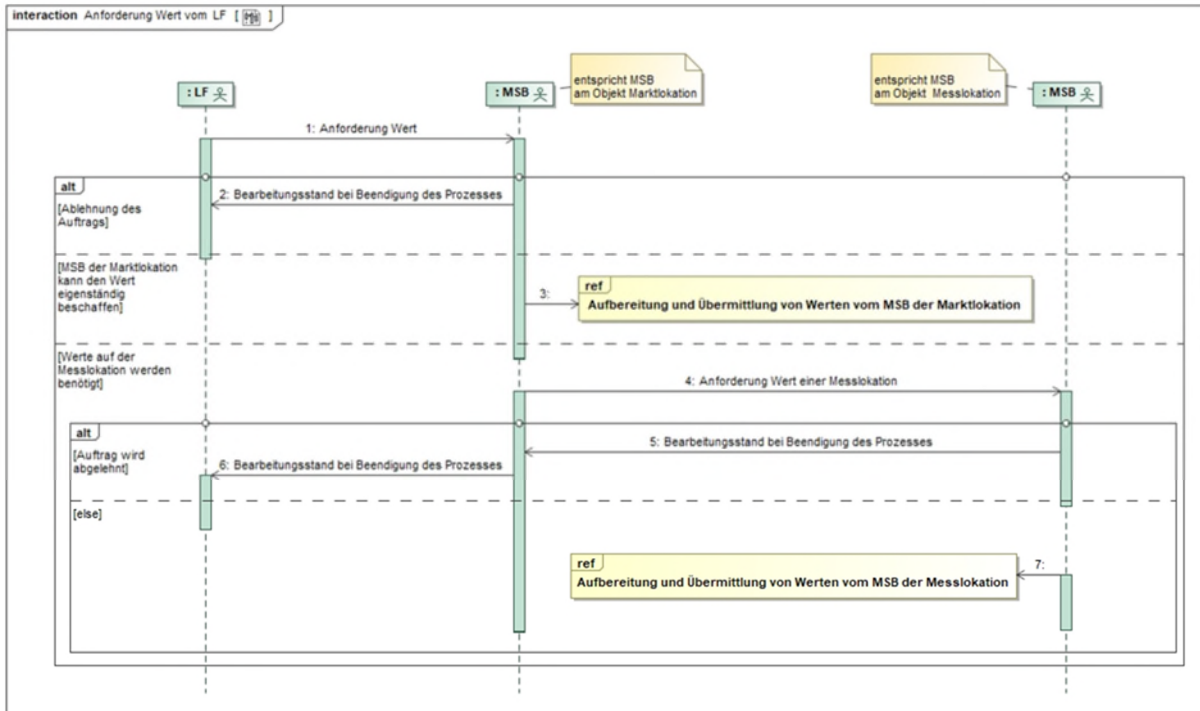 interaction Anforderung Wert vom LF [ ]
entspricht MSB
am Objekt Marktlokation
entspricht MSB
am Objekt Messlokation
: LF
: MSB
: MSB
1: Anforderung Wert
alt
2: Bearbeitungsstand bei Beendigung des Prozesses
[Ablehnung des
Auftrags]
[MSB der Marktlokation
kann den Wert
eigenständig
beschaffen]
3:
ref
Aufbereitung und Übermittlung von Werten vom MSB der Marktlokation
[Werte auf der
Messlokation werden
benötigt]
4: Anforderung Wert einer Messlokation
alt
5: Bearbeitungsstand bei Beendigung des Prozesses
[Auftrag wird
abgelehnt]
6: Bearbeitungsstand bei Beendigung des Prozesses
[else]
ref
7:
Aufbereitung und Übermittlung von Werten vom MSB der Messlokation